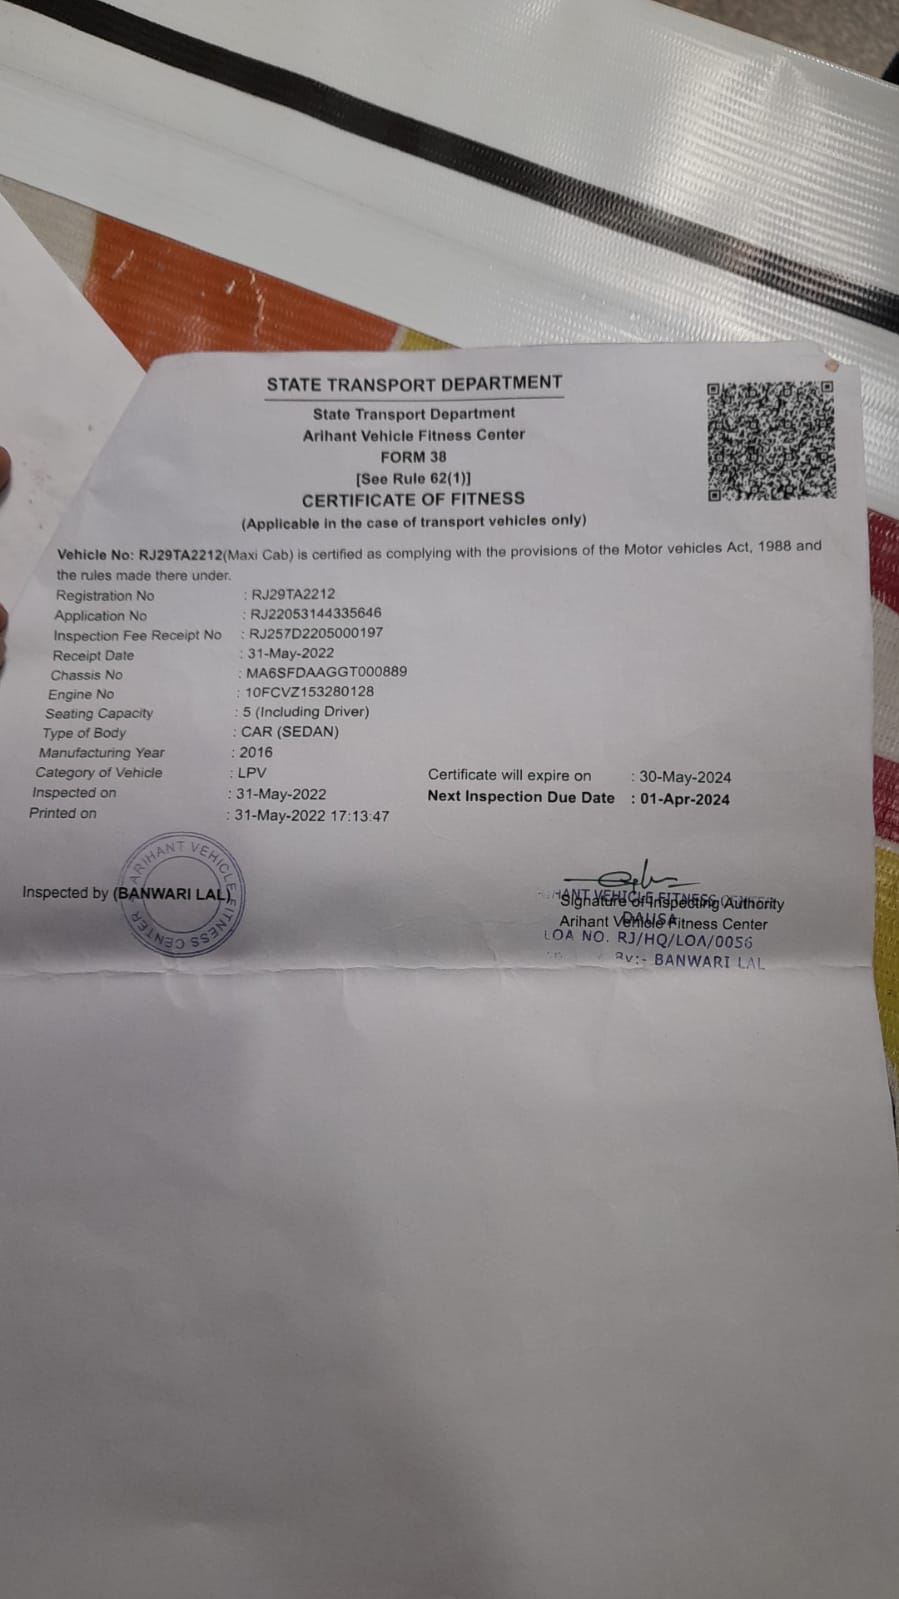 STATE TRANSPORT DEPARTMENT
State Transport Department
Arihant Vehicle Fitness Center
FORM 38
[See Rule 62(1)]
CERTIFICATE OF FITNESS
(Applicable in the case of transport vehicles only)
Vehicle No: RJ29TA2212(Maxi Cab) is certified as complying with the provisions of the Motor vehicles Act, 1988 and
the rules made there under.
Registration No : RJ29TA2212
Application No : RJ22053144335646
Inspection Fee Receipt No : RJ257D2205000197
Receipt Date : 31-May-2022
Chassis No : MA6SFDAAGGT000889
Engine No : 10FCVZ153280128
Seating Capacity : 5 (Including Driver)
Type of Body : CAR (SEDAN)
Manufacturing Year : 2016
Category of Vehicle : LPV Certificate will expire on : 30-May-2024
Inspected on : 31-May-2022 Next Inspection Due Date : 01-Apr-2024
Printed on : 31-May-2022 17:13:47
ARIHANT VEHICLE FITNESS CENTER
Inspected by (BANWARI LAL)
VEHICLE FITNESS
Signature of Inspecting Authority
DAUSA
Arihant Vehicle Fitness Center
LOA NO. RJ/HQ/LOA/0056
By:- BANWARI LAL